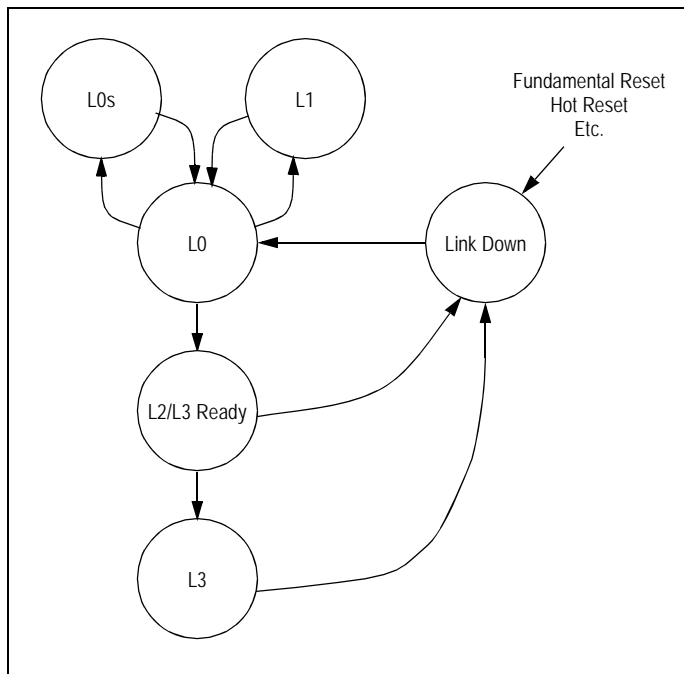 L0s
L1
Fundamental Reset
Hot Reset
Etc.
L0
Link Down
L2/L3 Ready
L3